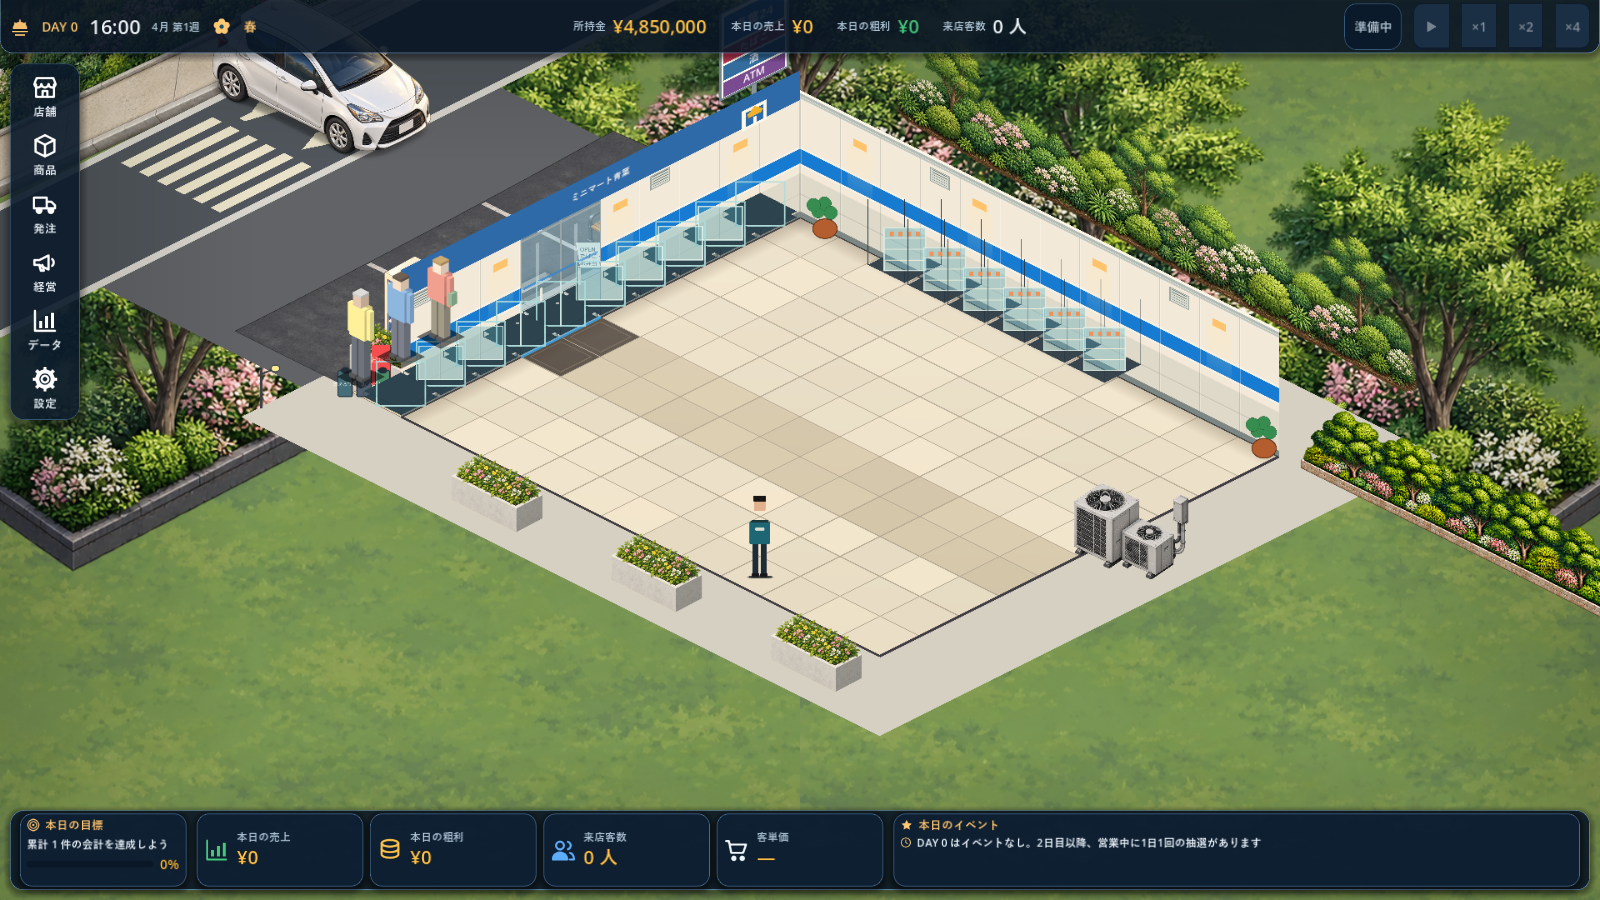 DAY 0 16:00 4月 第1週 春
所持金 ¥4,850,000 本日の売上 ¥0 本日の粗利 ¥0 来店客数 0 人
準備中 ×1 ×2 ×4
店舗
商品
発注
経営
データ
設定
酒
ATM
ミニマート青葉
OPEN
本日の目標
累計 1 件の会計を達成しよう
0%
本日の売上
¥0
本日の粗利
¥0
来店客数
0 人
客単価
—
本日のイベント
DAY 0 はイベントなし。2日目以降、営業中に1日1回の抽選があります